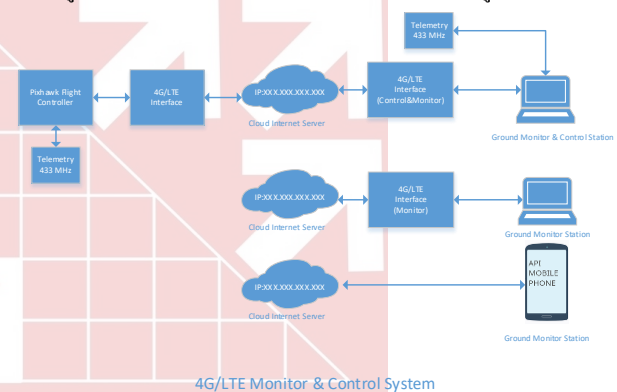 Telemetry
433 MHz
Pixhawk Flight
Controller
4G/LTE
Interface
IP:XX X.XXX.XXX.XXX
Cloud Internet Server
4G/LTE
Interface
(Control&Monitor)
Ground Monitor & Control Station
Telemetry
433 MHz
IP:XX X.XXX.XXX.XXX
Cloud Internet Server
4G/LTE
Interface
(Monitor)
Ground Monitor Station
IP:XX X.XXX.XXX.XXX
Cloud Internet Server
API
MOBILE
PHONE
Ground Monitor Station
4G/LTE Monitor & Control System